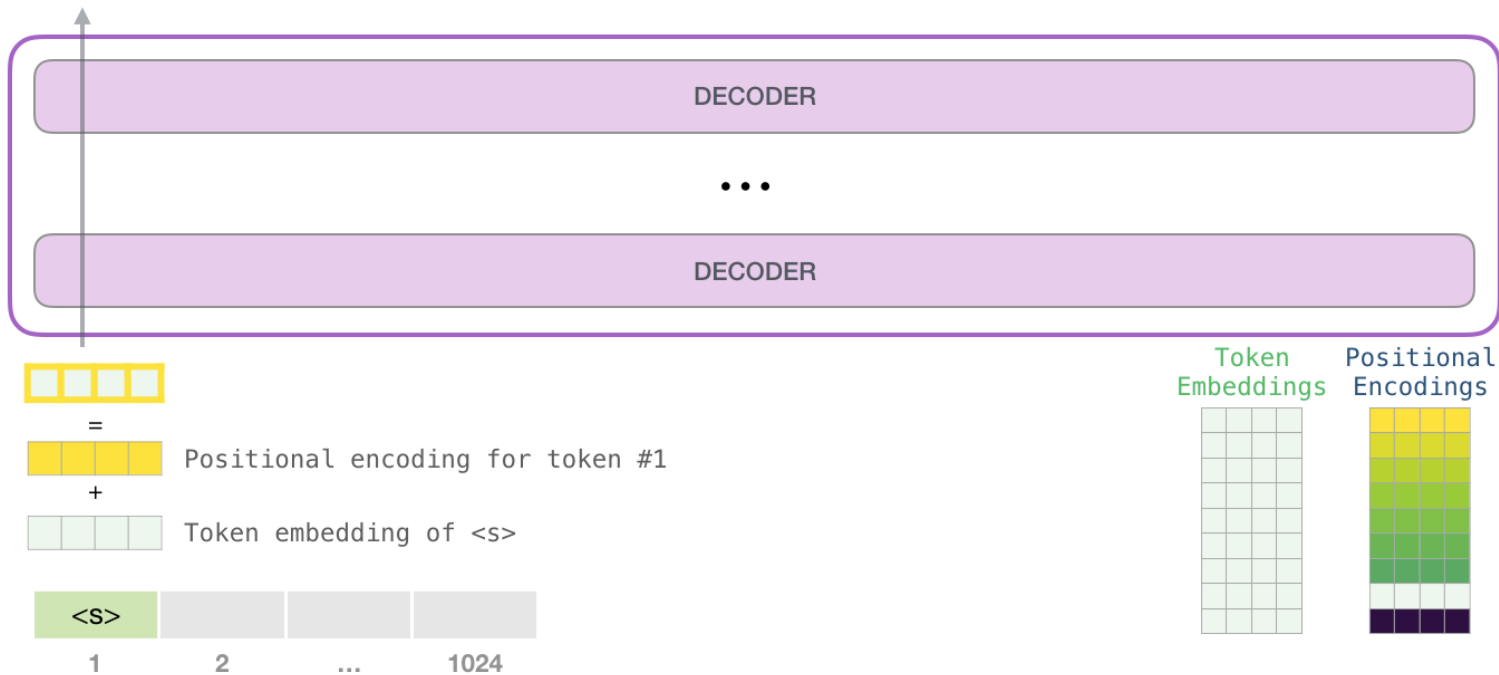 DECODER
...
DECODER
Token
Embeddings
Positional
Encodings
=
Positional encoding for token #1
+
Token embedding of <s>
<s>
1 2 ... 1024